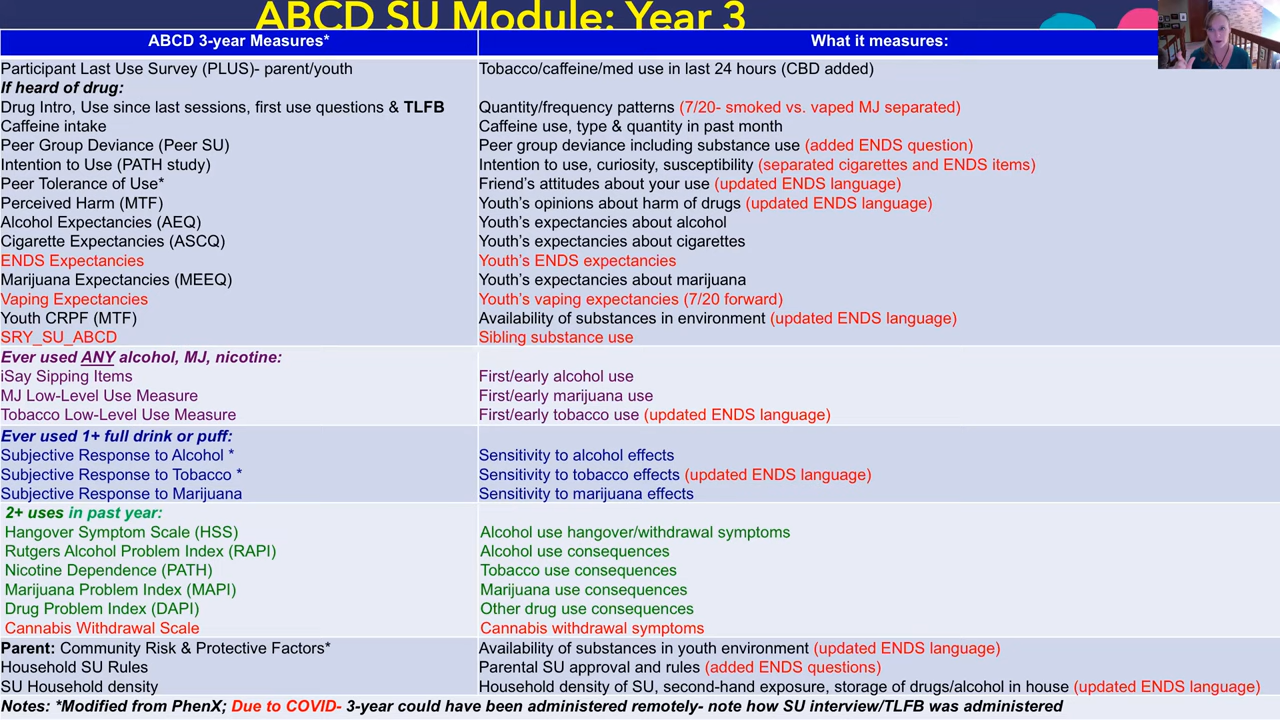 ABCD SU Module: Year 3
ABCD 3-year Measures* What it measures:
Participant Last Use Survey (PLUS)- parent/youth Tobacco/caffeine/med use in last 24 hours (CBD added)
If heard of drug:
Drug Intro, Use since last sessions, first use questions & TLFB Quantity/frequency patterns (7/20- smoked vs. vaped MJ separated)
Caffeine intake Caffeine use, type & quantity in past month
Peer Group Deviance (Peer SU) Peer group deviance including substance use (added ENDS question)
Intention to Use (PATH study) Intention to use, curiosity, susceptibility (separated cigarettes and ENDS items)
Peer Tolerance of Use* Friend's attitudes about your use (updated ENDS language)
Perceived Harm (MTF) Youth's opinions about harm of drugs (updated ENDS language)
Alcohol Expectancies (AEQ) Youth's expectancies about alcohol
Cigarette Expectancies (ASCQ) Youth's expectancies about cigarettes
ENDS Expectancies Youth's ENDS expectancies
Marijuana Expectancies (MEEQ) Youth's expectancies about marijuana
Vaping Expectancies Youth's vaping expectancies (7/20 forward)
Youth CRPF (MTF) Availability of substances in environment (updated ENDS language)
SRY_SU_ABCD Sibling substance use
Ever used ANY alcohol, MJ, nicotine:
iSay Sipping Items First/early alcohol use
MJ Low-Level Use Measure First/early marijuana use
Tobacco Low-Level Use Measure First/early tobacco use (updated ENDS language)
Ever used 1+ full drink or puff:
Subjective Response to Alcohol * Sensitivity to alcohol effects
Subjective Response to Tobacco * Sensitivity to tobacco effects (updated ENDS language)
Subjective Response to Marijuana Sensitivity to marijuana effects
2+ uses in past year:
Hangover Symptom Scale (HSS) Alcohol use hangover/withdrawal symptoms
Rutgers Alcohol Problem Index (RAPI) Alcohol use consequences
Nicotine Dependence (PATH) Tobacco use consequences
Marijuana Problem Index (MAPI) Marijuana use consequences
Drug Problem Index (DAPI) Other drug use consequences
Cannabis Withdrawal Scale Cannabis withdrawal symptoms
Parent: Community Risk & Protective Factors* Availability of substances in youth environment (updated ENDS language)
Household SU Rules Parental SU approval and rules (added ENDS questions)
SU Household density Household density of SU, second-hand exposure, storage of drugs/alcohol in house (updated ENDS language)
Notes: *Modified from PhenX; Due to COVID- 3-year could have been administered remotely- note how SU interview/TLFB was administered